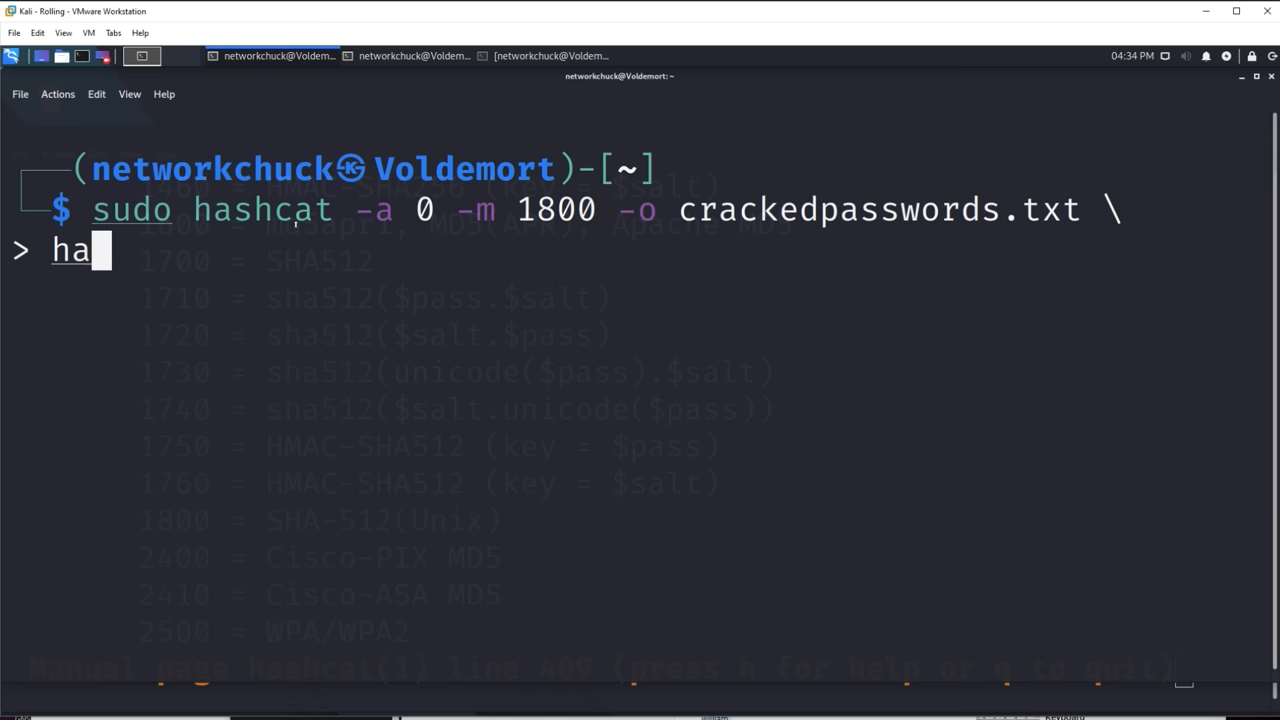 Kali - Rolling - VMware Workstation
File Edit View VM Tabs Help
networkchuck@Voldem... networkchuck@Voldem... [networkchuck@Voldem... 04:34 PM
networkchuck@Voldemort: ~
File Actions Edit View Help
(networkchuck㉿Voldemort)-[~]
1460 = HMAC-SHA256 (key = $salt)
$ sudo hashcat -a 0 -m 1800 -o crackedpasswords.txt \
1600 = md5apr1, MD5(APR), Apache MD5
> ha
1700 = SHA512
1710 = sha512($pass.$salt)
1720 = sha512($salt.$pass)
1730 = sha512(unicode($pass).$salt)
1740 = sha512($salt.unicode($pass))
1750 = HMAC-SHA512 (key = $pass)
1760 = HMAC-SHA512 (key = $salt)
1800 = SHA-512(Unix)
2400 = Cisco-PIX MD5
2410 = Cisco-ASA MD5
2500 = WPA/WPA2
Manual page hashcat(1) line 409 (press h for help or q to quit)